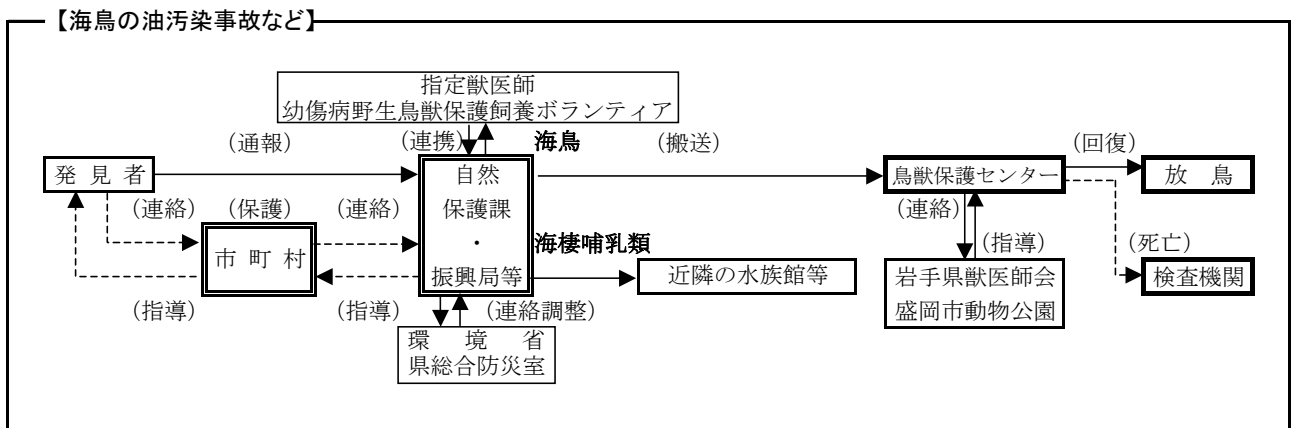 【海鳥の油汚染事故など】
指定獣医師
幼傷病野生鳥獣保護飼養ボランティア
（通報）
（連携）
海鳥
（搬送）
（回復）
発見者
自然
保護課
・
振興局等
鳥獣保護センター
放鳥
（連絡）
（保護）
（連絡）
（連絡）
市町村
海棲哺乳類
（指導）
（死亡）
近隣の水族館等
岩手県獣医師会
盛岡市動物公園
検査機関
（指導）
（指導）
（連絡調整）
環境省
県総合防災室